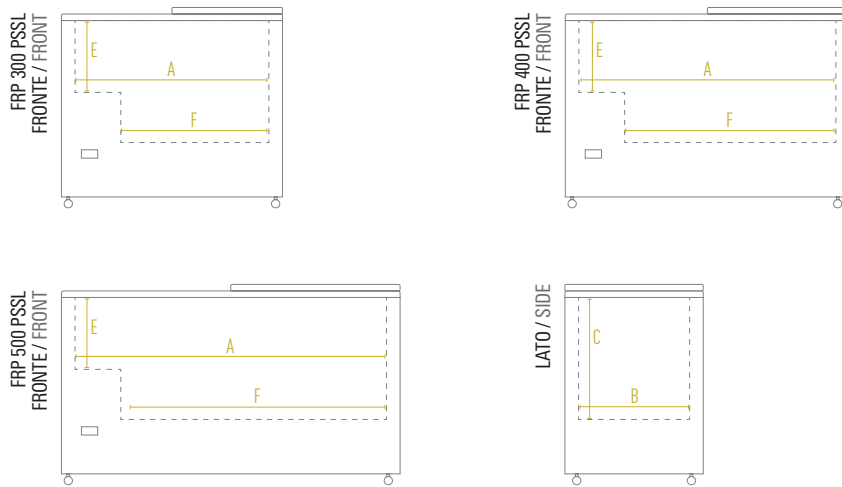 FRP 300 PSSL
FRONTE / FRONT
E
A
F
FRP 400 PSSL
FRONTE / FRONT
E
A
F
FRP 500 PSSL
FRONTE / FRONT
E
A
F
LATO / SIDE
C
B